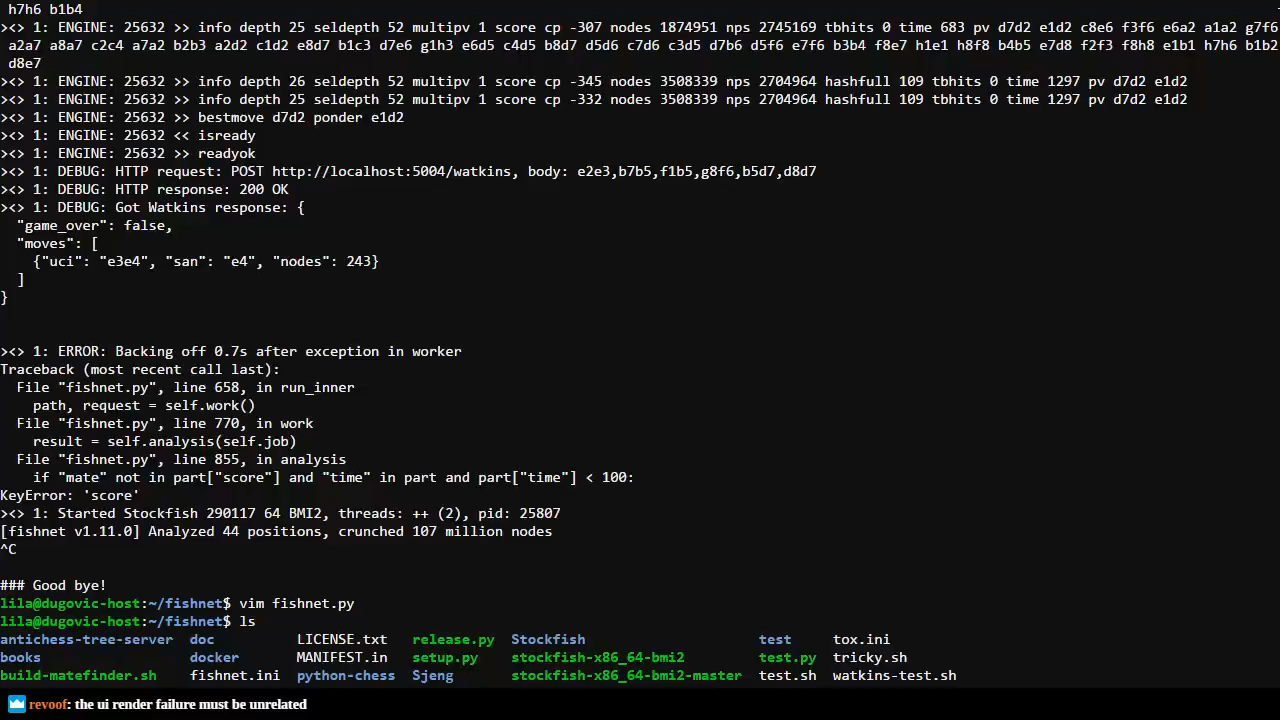 h7h6 b1b4
><> 1: ENGINE: 25632 >> info depth 25 seldepth 52 multipv 1 score cp -307 nodes 1874951 nps 2745169 tbhits 0 time 683 pv d7d2 e1d2 c8e6 f3f6 e6a2 a1a2 g7f6
 a2a7 a8a7 c2c4 a7a2 b2b3 a2d2 c1d2 e8d7 b1c3 d7e6 g1h3 e6d5 c4d5 b8d7 d5d6 c7d6 c3d5 d7b6 d5f6 e7f6 b3b4 f8e7 h1e1 h8f8 b4b5 e7d8 f2f3 f8h8 e1b1 h7h6 b1b2
 d8e7
><> 1: ENGINE: 25632 >> info depth 26 seldepth 52 multipv 1 score cp -345 nodes 3508339 nps 2704964 hashfull 109 tbhits 0 time 1297 pv d7d2 e1d2
><> 1: ENGINE: 25632 >> info depth 25 seldepth 52 multipv 1 score cp -332 nodes 3508339 nps 2704964 hashfull 109 tbhits 0 time 1297 pv d7d2 e1d2
><> 1: ENGINE: 25632 >> bestmove d7d2 ponder e1d2
><> 1: ENGINE: 25632 << isready
><> 1: ENGINE: 25632 >> readyok
><> 1: DEBUG: HTTP request: POST http://localhost:5004/watkins, body: e2e3,b7b5,f1b5,g8f6,b5d7,d8d7
><> 1: DEBUG: HTTP response: 200 OK
><> 1: DEBUG: Got Watkins response: {
  "game_over": false,
  "moves": [
    {"uci": "e3e4", "san": "e4", "nodes": 243}
  ]
}
><> 1: ERROR: Backing off 0.7s after exception in worker
Traceback (most recent call last):
  File "fishnet.py", line 658, in run_inner
    path, request = self.work()
  File "fishnet.py", line 770, in work
    result = self.analysis(self.job)
  File "fishnet.py", line 855, in analysis
    if "mate" not in part["score"] and "time" in part and part["time"] < 100:
KeyError: 'score'
><> 1: Started Stockfish 290117 64 BMI2, threads: ++ (2), pid: 25807
[fishnet v1.11.0] Analyzed 44 positions, crunched 107 million nodes
^C
### Good bye!
lila@dugovic-host:~/fishnet$ vim fishnet.py
lila@dugovic-host:~/fishnet$ ls
antichess-tree-server  doc          LICENSE.txt   release.py  Stockfish                    test     tox.ini
books                  docker       MANIFEST.in   setup.py    stockfish-x86_64-bmi2        test.py  tricky.sh
build-matefinder.sh    fishnet.ini  python-chess  Sjeng       stockfish-x86_64-bmi2-master  test.sh  watkins-test.sh
revoof: the ui render failure must be unrelated